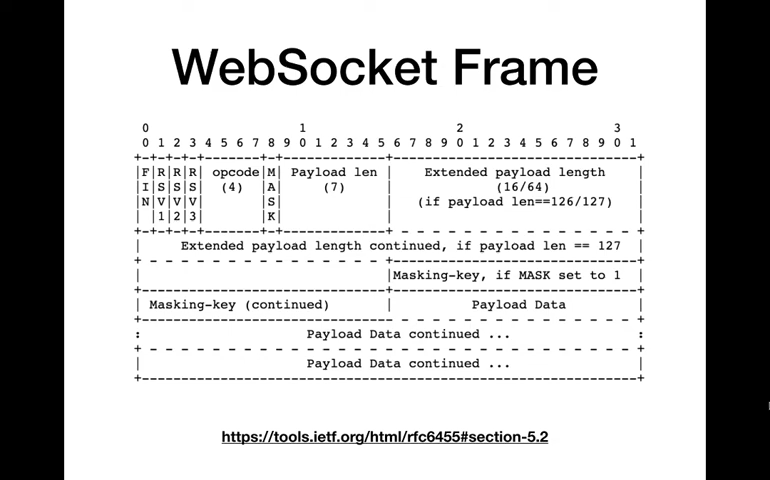 WebSocket Frame
 0                   1                   2                   3
 0 1 2 3 4 5 6 7 8 9 0 1 2 3 4 5 6 7 8 9 0 1 2 3 4 5 6 7 8 9 0 1
+-+-+-+-+-------+-+-------------+-------------------------------+
|F|R|R|R| opcode|M| Payload len |    Extended payload length    |
|I|S|S|S|  (4)  |A|     (7)     |             (16/64)           |
|N|V|V|V|       |S|             |   (if payload len==126/127)   |
| |1|2|3|       |K|             |                               |
+-+-+-+-+-------+-+-------------+ - - - - - - - - - - - - - - - +
|     Extended payload length continued, if payload len == 127  |
+ - - - - - - - - - - - - - - - +-------------------------------+
|                               |Masking-key, if MASK set to 1  |
+-------------------------------+-------------------------------+
| Masking-key (continued)       |          Payload Data         |
+-------------------------------- - - - - - - - - - - - - - - - +
:                     Payload Data continued ...                :
+ - - - - - - - - - - - - - - - - - - - - - - - - - - - - - - - +
|                     Payload Data continued ...                |
+---------------------------------------------------------------+
https://tools.ietf.org/html/rfc6455#section-5.2